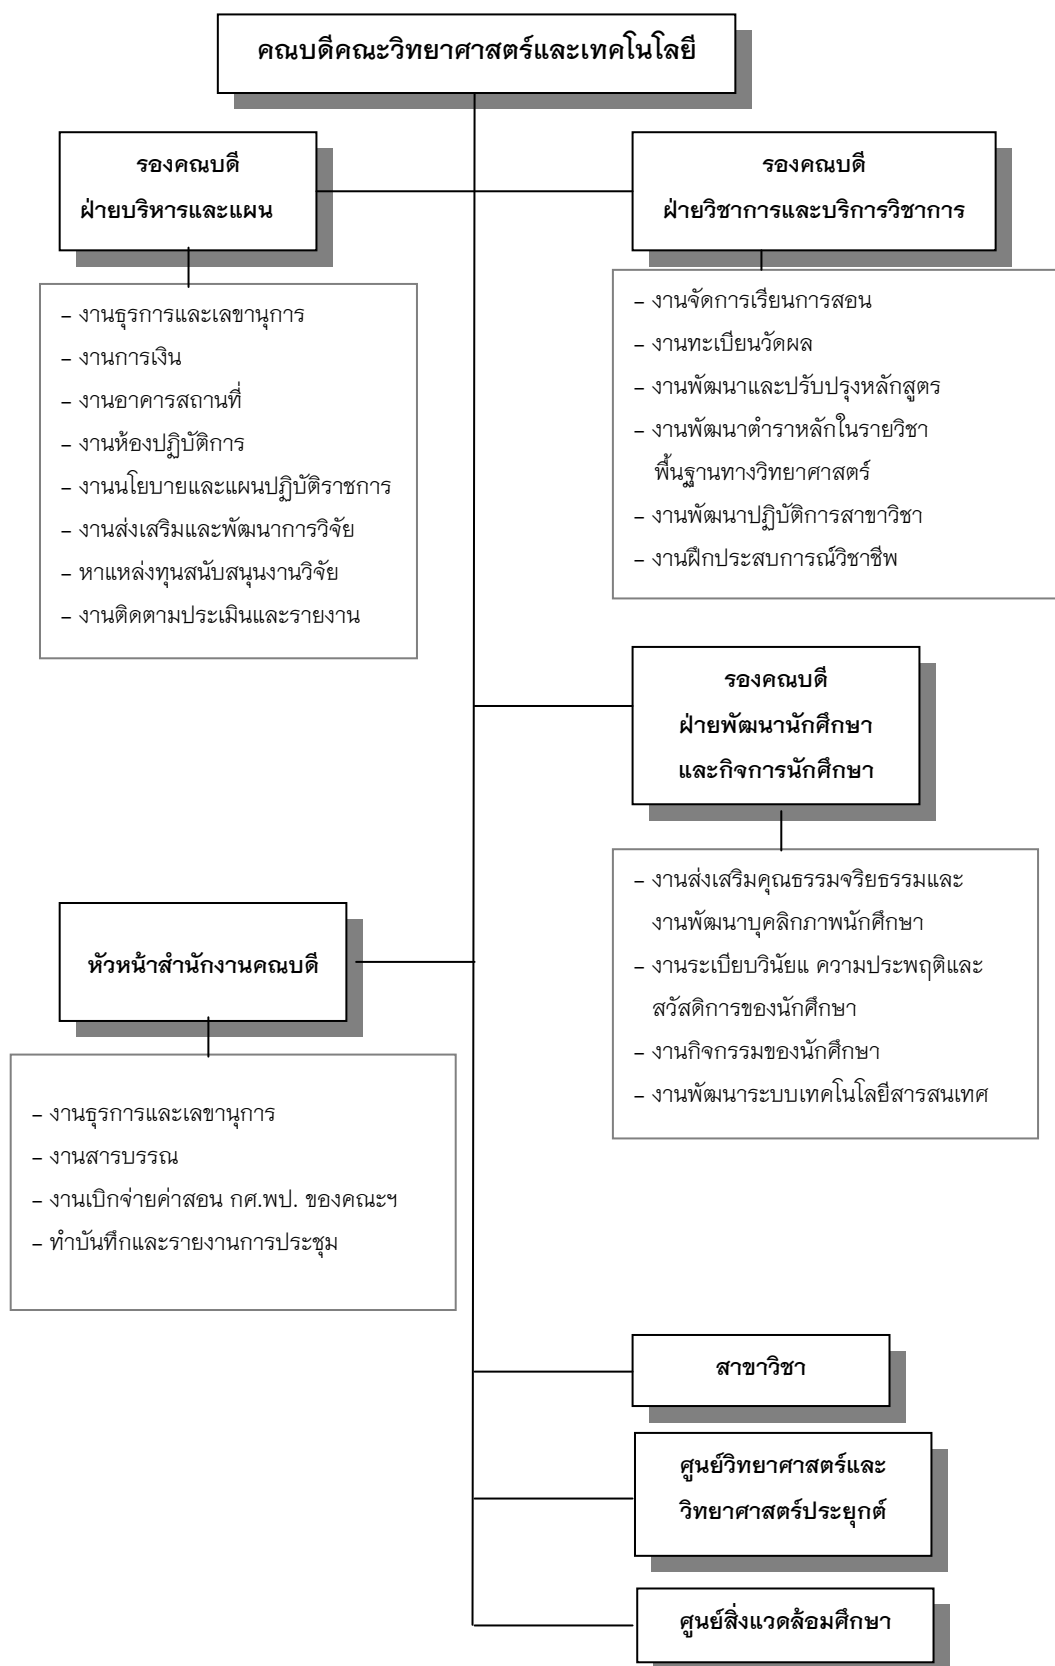 คณบดีคณะวิทยาศาสตร์และเทคโนโลยี
รองคณบดี
ฝ่ายบริหารและแผน
– งานธุรการและเลขานุการ
– งานการเงิน
– งานอาคารสถานที่
– งานห้องปฏิบัติการ
– งานนโยบายและแผนปฏิบัติราชการ
– งานส่งเสริมและพัฒนาการวิจัย
– หาแหล่งทุนสนับสนุนงานวิจัย
– งานติดตามประเมินและรายงาน
รองคณบดี
ฝ่ายวิชาการและบริการวิชาการ
– งานจัดการเรียนการสอน
– งานทะเบียนวัดผล
– งานพัฒนาและปรับปรุงหลักสูตร
– งานพัฒนาตำราหลักในรายวิชา
พื้นฐานทางวิทยาศาสตร์
– งานพัฒนาปฏิบัติการสาขาวิชา
– งานฝึกประสบการณ์วิชาชีพ
รองคณบดี
ฝ่ายพัฒนานักศึกษา
และกิจการนักศึกษา
– งานส่งเสริมคุณธรรมจริยธรรมและ
งานพัฒนาบุคลิกภาพนักศึกษา
– งานระเบียบวินัยแ ความประพฤติและ
สวัสดิการของนักศึกษา
– งานกิจกรรมของนักศึกษา
– งานพัฒนาระบบเทคโนโลยีสารสนเทศ
หัวหน้าสำนักงานคณบดี
– งานธุรการและเลขานุการ
– งานสารบรรณ
– งานเบิกจ่ายค่าสอน กศ.พป. ของคณะฯ
– ทำบันทึกและรายงานการประชุม
สาขาวิชา
ศูนย์วิทยาศาสตร์และ
วิทยาศาสตร์ประยุกต์
ศูนย์สิ่งแวดล้อมศึกษา